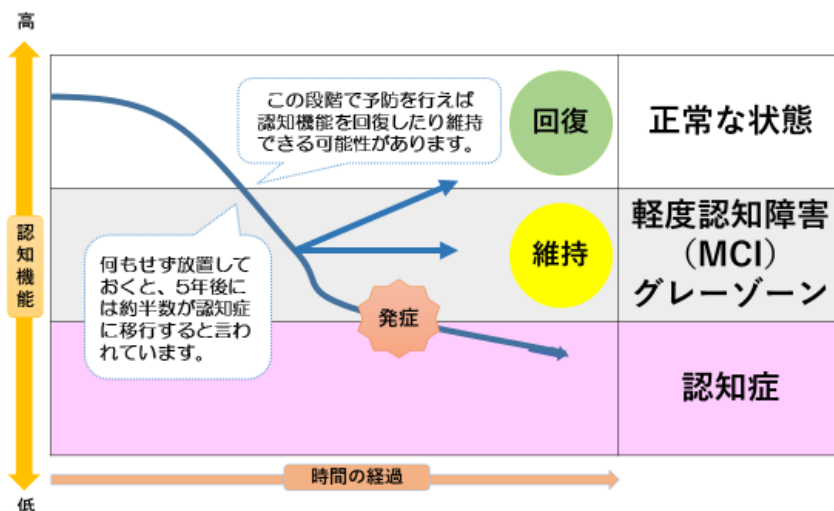 高
この段階で予防を行えば
認知機能を回復したり維持
できる可能性があります。
回復
正常な状態
認知機能
何もせず放置して
おくと、5年後に
は約半数が認知症
に移行すると言わ
れています。
維持
軽度認知障害
（MCI）
グレーゾーン
発症
認知症
時間の経過
低